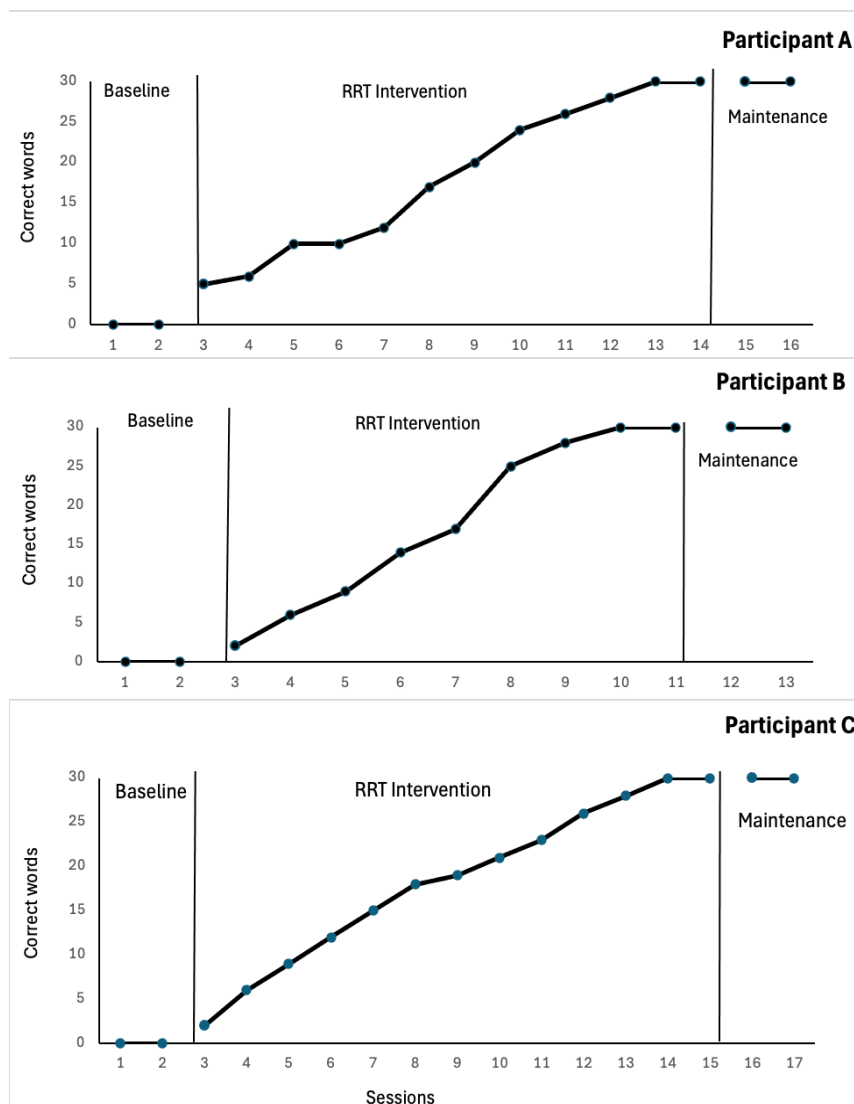 Participant A
30
Baseline
RRT Intervention
25
Maintenance
20
Correct words
15
10
5
0
1 2 3 4 5 6 7 8 9 10 11 12 13 14 15 16
Participant B
30
Baseline
RRT Intervention
25
Maintenance
20
Correct words
15
10
5
0
1 2 3 4 5 6 7 8 9 10 11 12 13
Participant C
30
Baseline
RRT Intervention
25
Maintenance
20
Correct words
15
10
5
0
1 2 3 4 5 6 7 8 9 10 11 12 13 14 15 16 17
Sessions